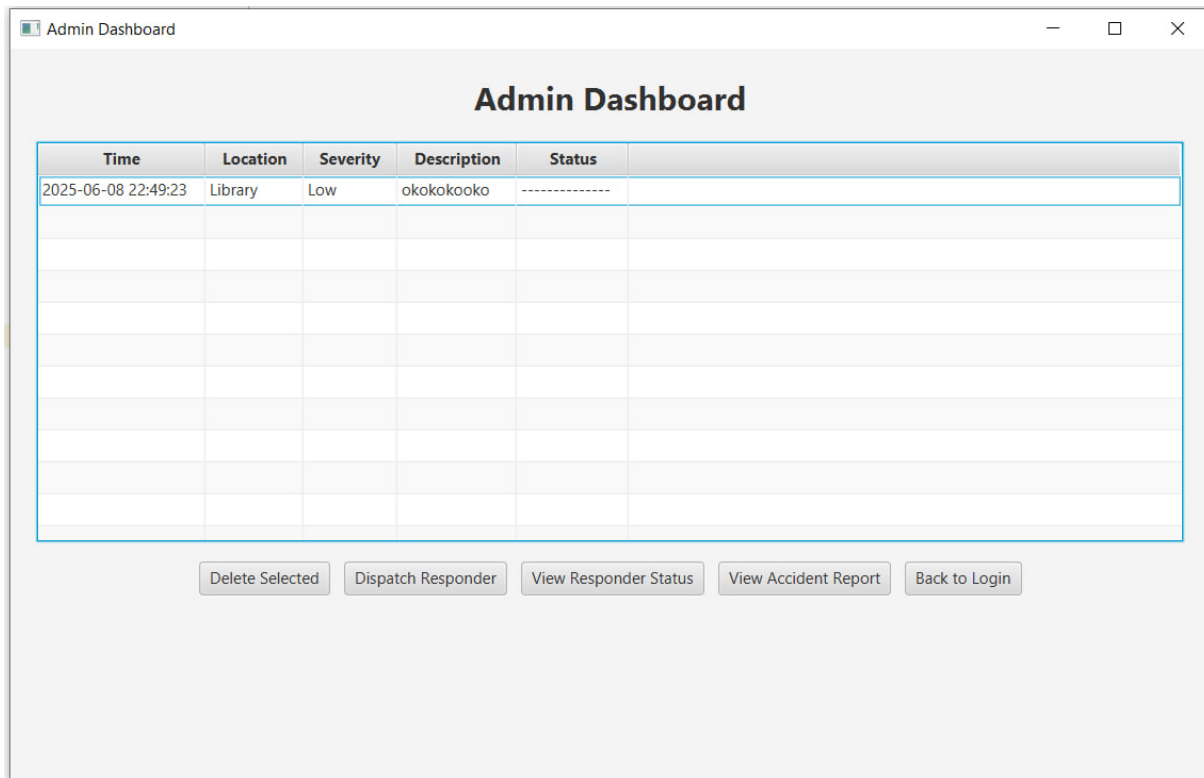 Admin Dashboard
Admin Dashboard
Time Location Severity Description Status
2025-06-08 22:49:23 Library Low okokokooko --------------
Delete Selected Dispatch Responder View Responder Status View Accident Report Back to Login